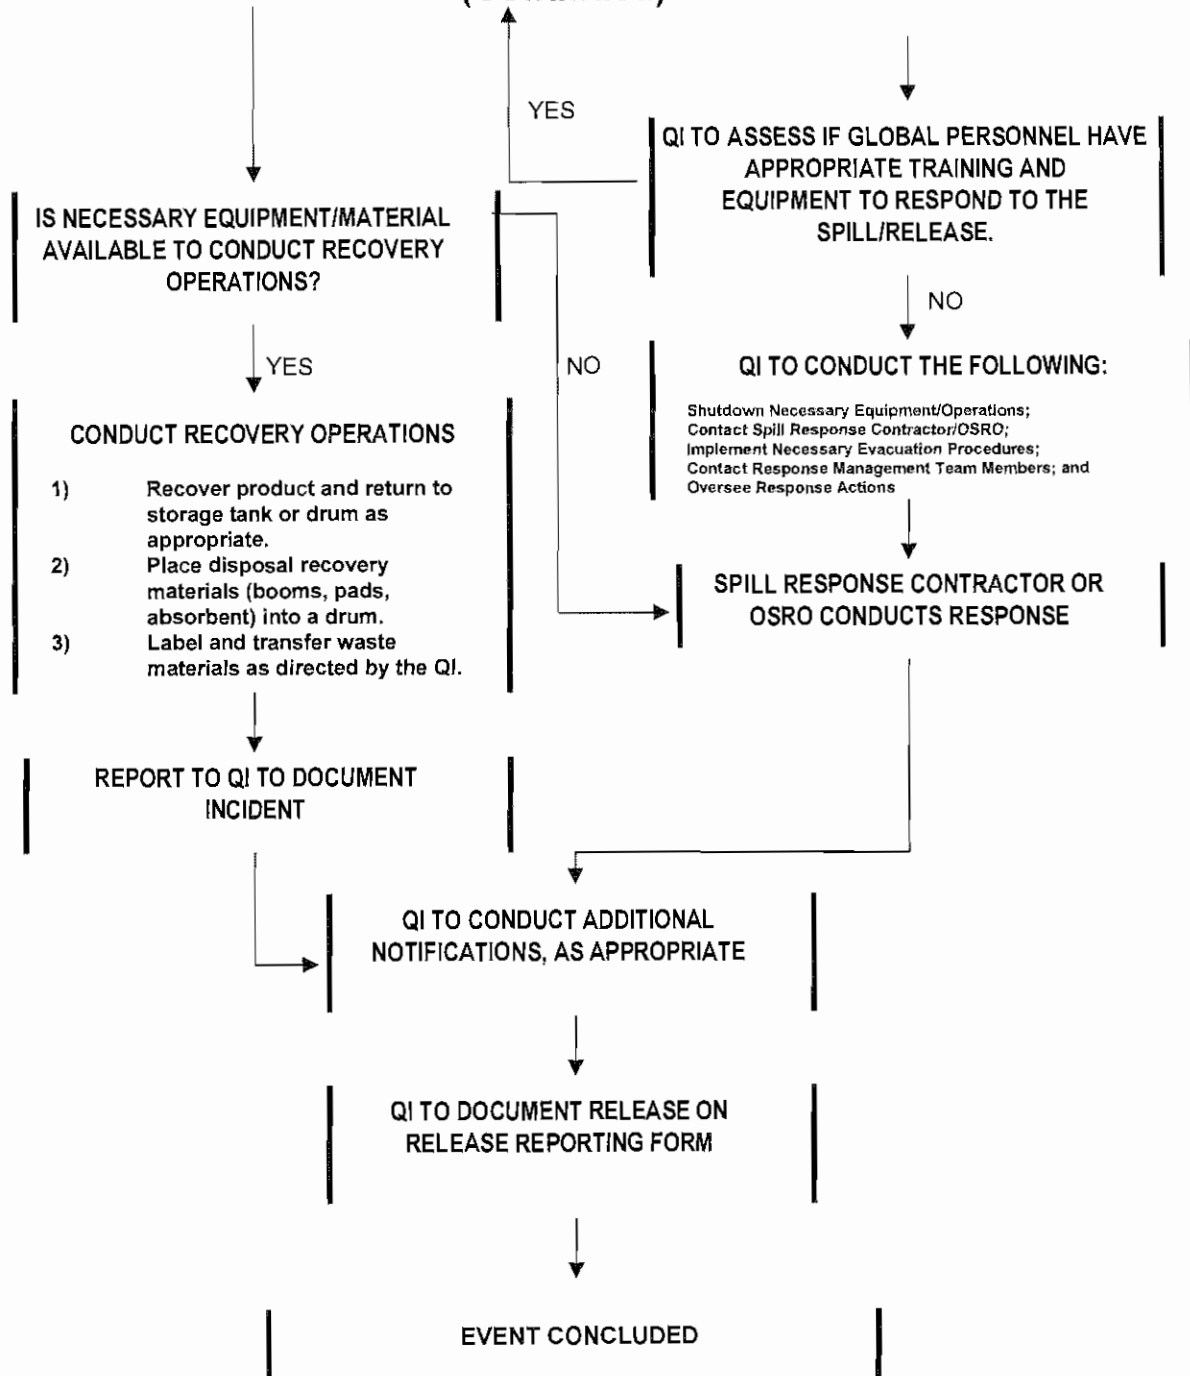 YES
QI TO ASSESS IF GLOBAL PERSONNEL HAVE
APPROPRIATE TRAINING AND
EQUIPMENT TO RESPOND TO THE
SPILL/RELEASE.
IS NECESSARY EQUIPMENT/MATERIAL
AVAILABLE TO CONDUCT RECOVERY
OPERATIONS?
NO
YES
NO
QI TO CONDUCT THE FOLLOWING:
Shutdown Necessary Equipment/Operations;
Contact Spill Response Contractor/OSRO;
Implement Necessary Evacuation Procedures;
Contact Response Management Team Members; and
Oversee Response Actions
CONDUCT RECOVERY OPERATIONS
1) Recover product and return to
storage tank or drum as
appropriate.
2) Place disposal recovery
materials (booms, pads,
absorbent) into a drum.
3) Label and transfer waste
materials as directed by the QI.
SPILL RESPONSE CONTRACTOR OR
OSRO CONDUCTS RESPONSE
REPORT TO QI TO DOCUMENT
INCIDENT
QI TO CONDUCT ADDITIONAL
NOTIFICATIONS, AS APPROPRIATE
QI TO DOCUMENT RELEASE ON
RELEASE REPORTING FORM
EVENT CONCLUDED